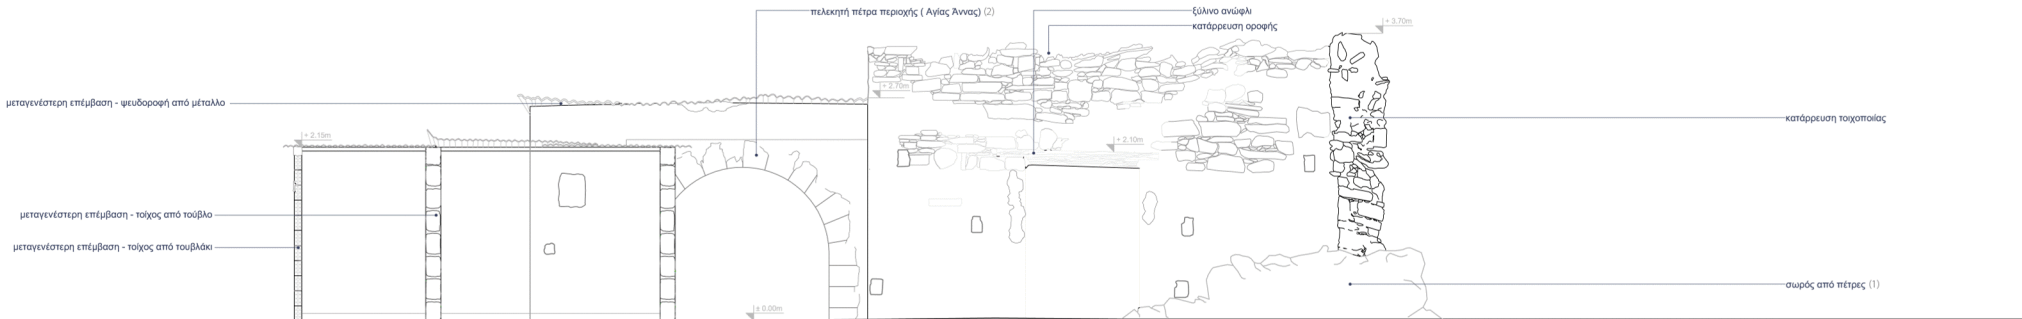 πελεκητή πέτρα περιοχής ( Αγίας Άννας) (2)
ξύλινο ανώφλι
κατάρρευση οροφής
+ 3.70m
+ 2.70m
μεταγενέστερη επέμβαση - ψευδοροφή από μέταλλο
κατάρρευση τοιχοποιίας
+ 2.15m
+ 2.10m
μεταγενέστερη επέμβαση - τοίχος από τούβλο
μεταγενέστερη επέμβαση - τοίχος από τουβλάκι
σωρός από πέτρες (1)
± 0.00m